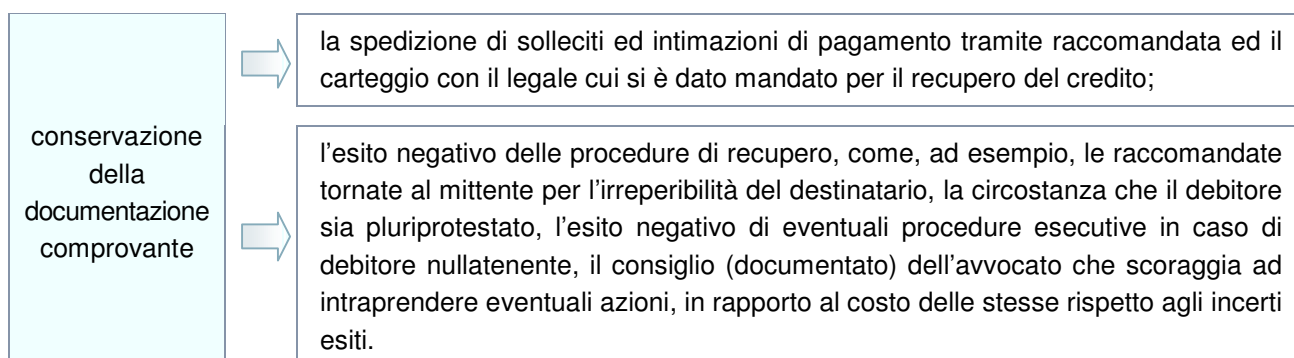 conservazione
della
documentazione
comprovante
la spedizione di solleciti ed intimazioni di pagamento tramite raccomandata ed il
carteggio con il legale cui si è dato mandato per il recupero del credito;
l'esito negativo delle procedure di recupero, come, ad esempio, le raccomandate
tornate al mittente per l'irreperibilità del destinatario, la circostanza che il debitore
sia pluriprotestato, l'esito negativo di eventuali procedure esecutive in caso di
debitore nullatenente, il consiglio (documentato) dell'avvocato che scoraggia ad
intraprendere eventuali azioni, in rapporto al costo delle stesse rispetto agli incerti
esiti.